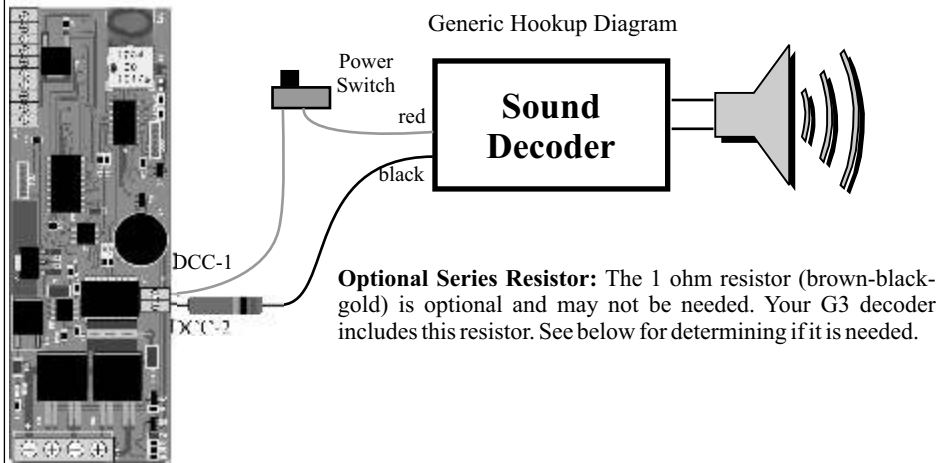 Generic Hookup Diagram
Power
Switch
red
Sound
Decoder
black
DCC-1
DCC-2
Optional Series Resistor: The 1 ohm resistor (brown-black-
gold) is optional and may not be needed. Your G3 decoder
includes this resistor. See below for determining if it is needed.